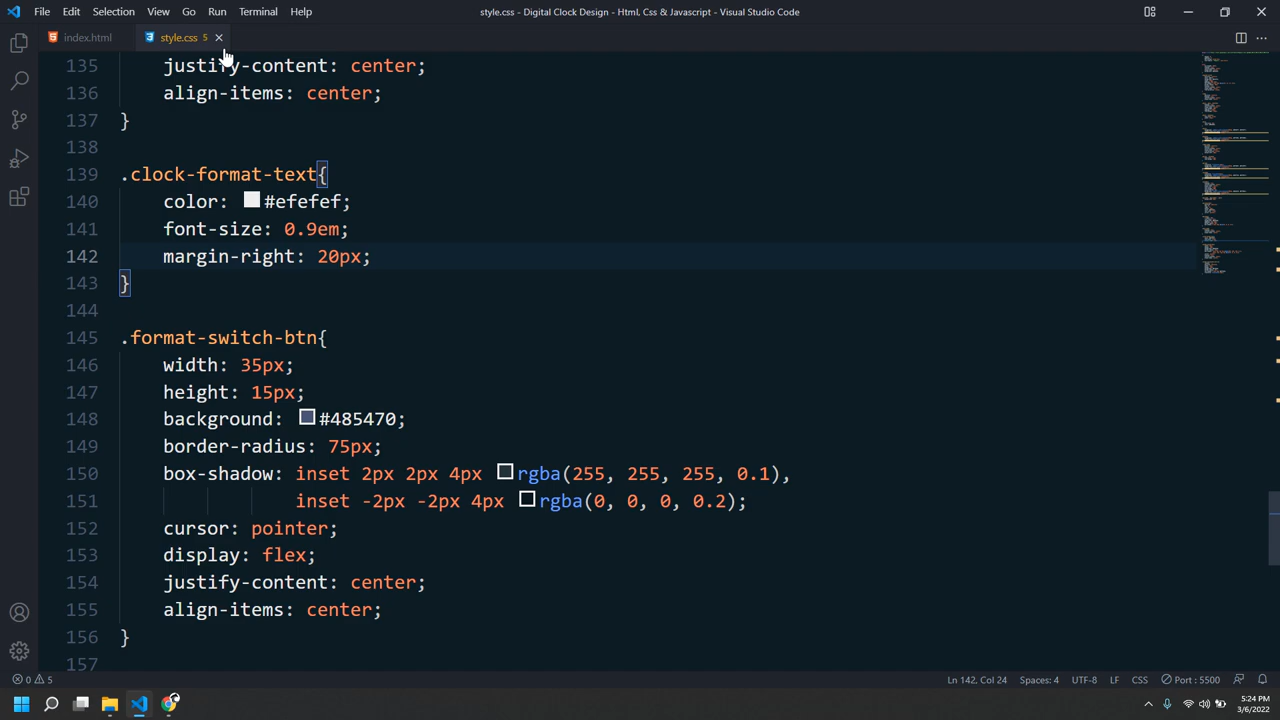 File Edit Selection View Go Run Terminal Help
style.css - Digital Clock Design - Html, Css & Javascript - Visual Studio Code
index.html
style.css 5
135 justify-content: center;
136 align-items: center;
137 }
138
139 .clock-format-text{
140 color: #efefef;
141 font-size: 0.9em;
142 margin-right: 20px;
143 }
144
145 .format-switch-btn{
146 width: 35px;
147 height: 15px;
148 background: #485470;
149 border-radius: 75px;
150 box-shadow: inset 2px 2px 4px rgba(255, 255, 255, 0.1),
151 inset -2px -2px 4px rgba(0, 0, 0, 0.2);
152 cursor: pointer;
153 display: flex;
154 justify-content: center;
155 align-items: center;
156 }
157
0 5 Ln 142, Col 24 Spaces: 4 UTF-8 LF CSS Port : 5500
5:24 PM
3/6/2022